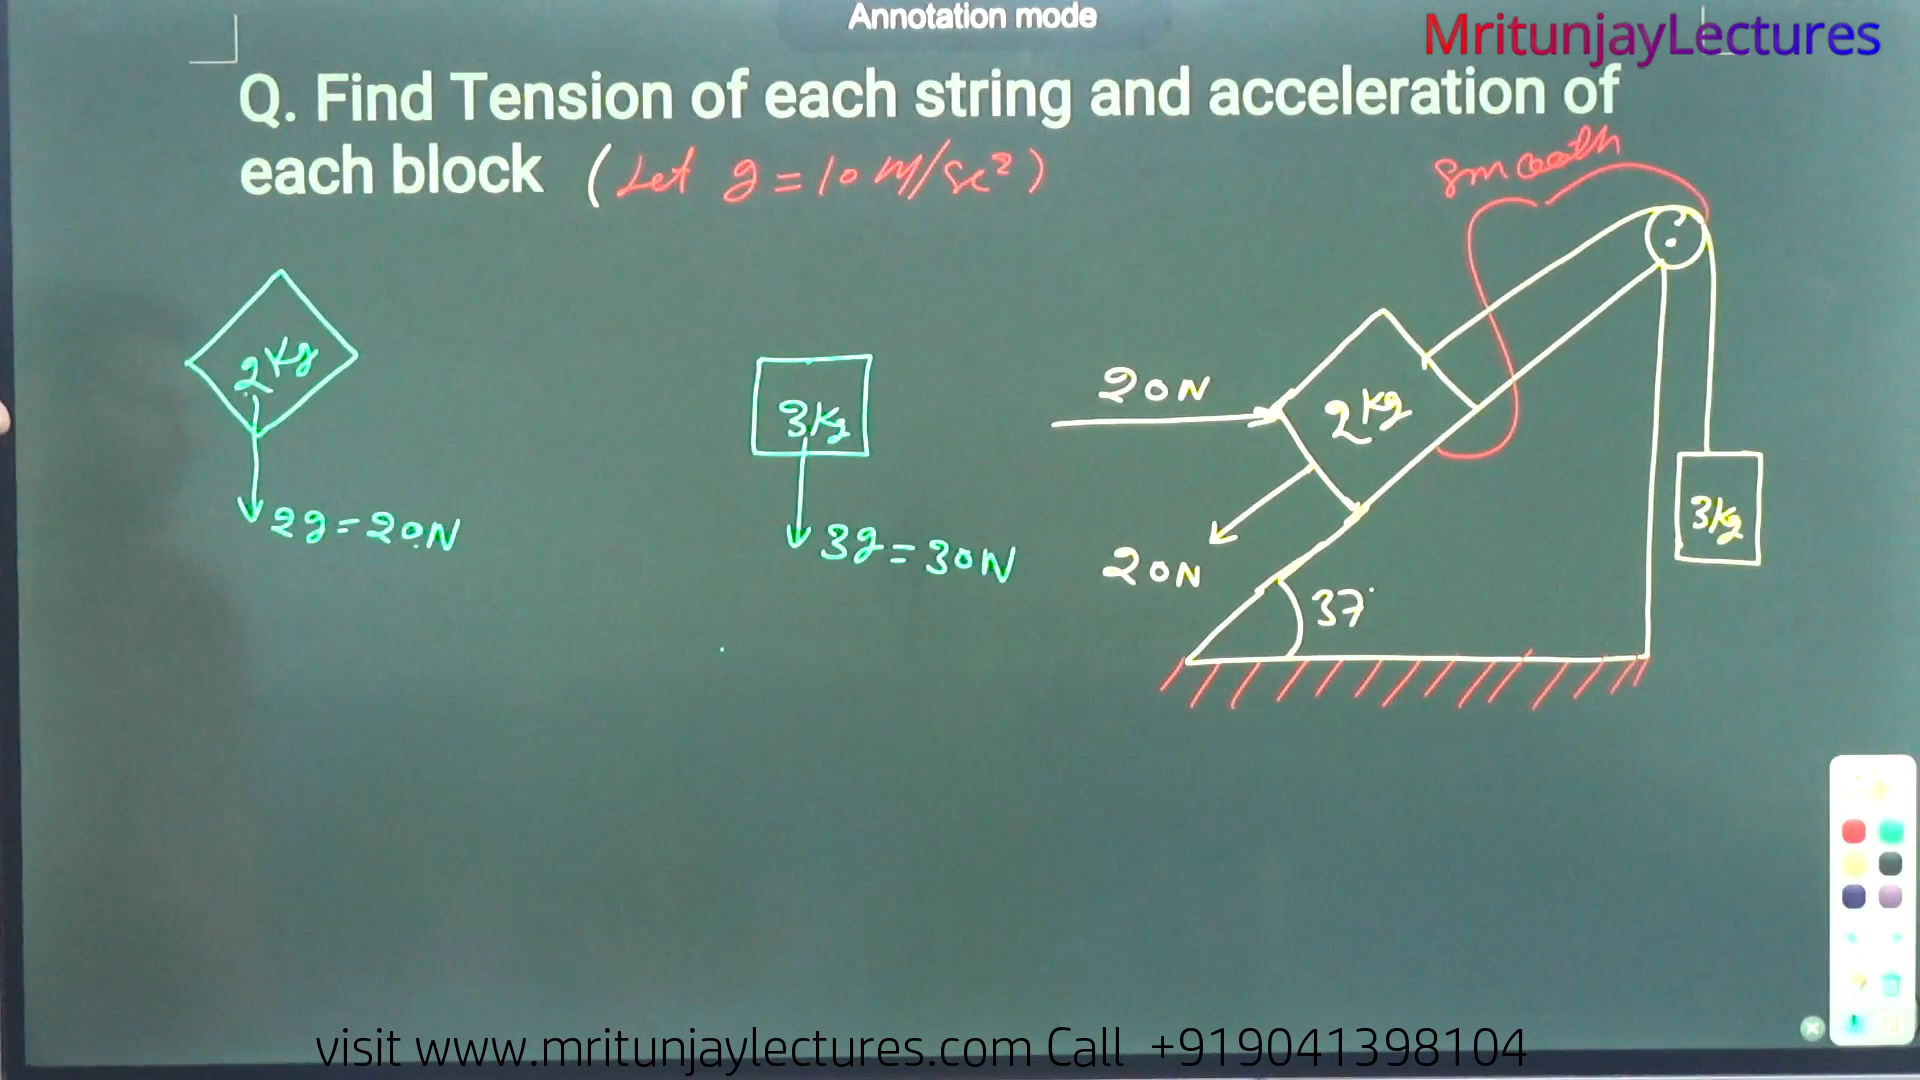 Annotation mode
MritunjayLectures
Q. Find Tension of each string and acceleration of
each block (Let g = 10 m/sec²)
smooth
2Kg
2g=20N
3Kg
3g=30N
20N
2Kg
20N
37°
3Kg
visit www.mritunjaylectures.com Call +919041398104